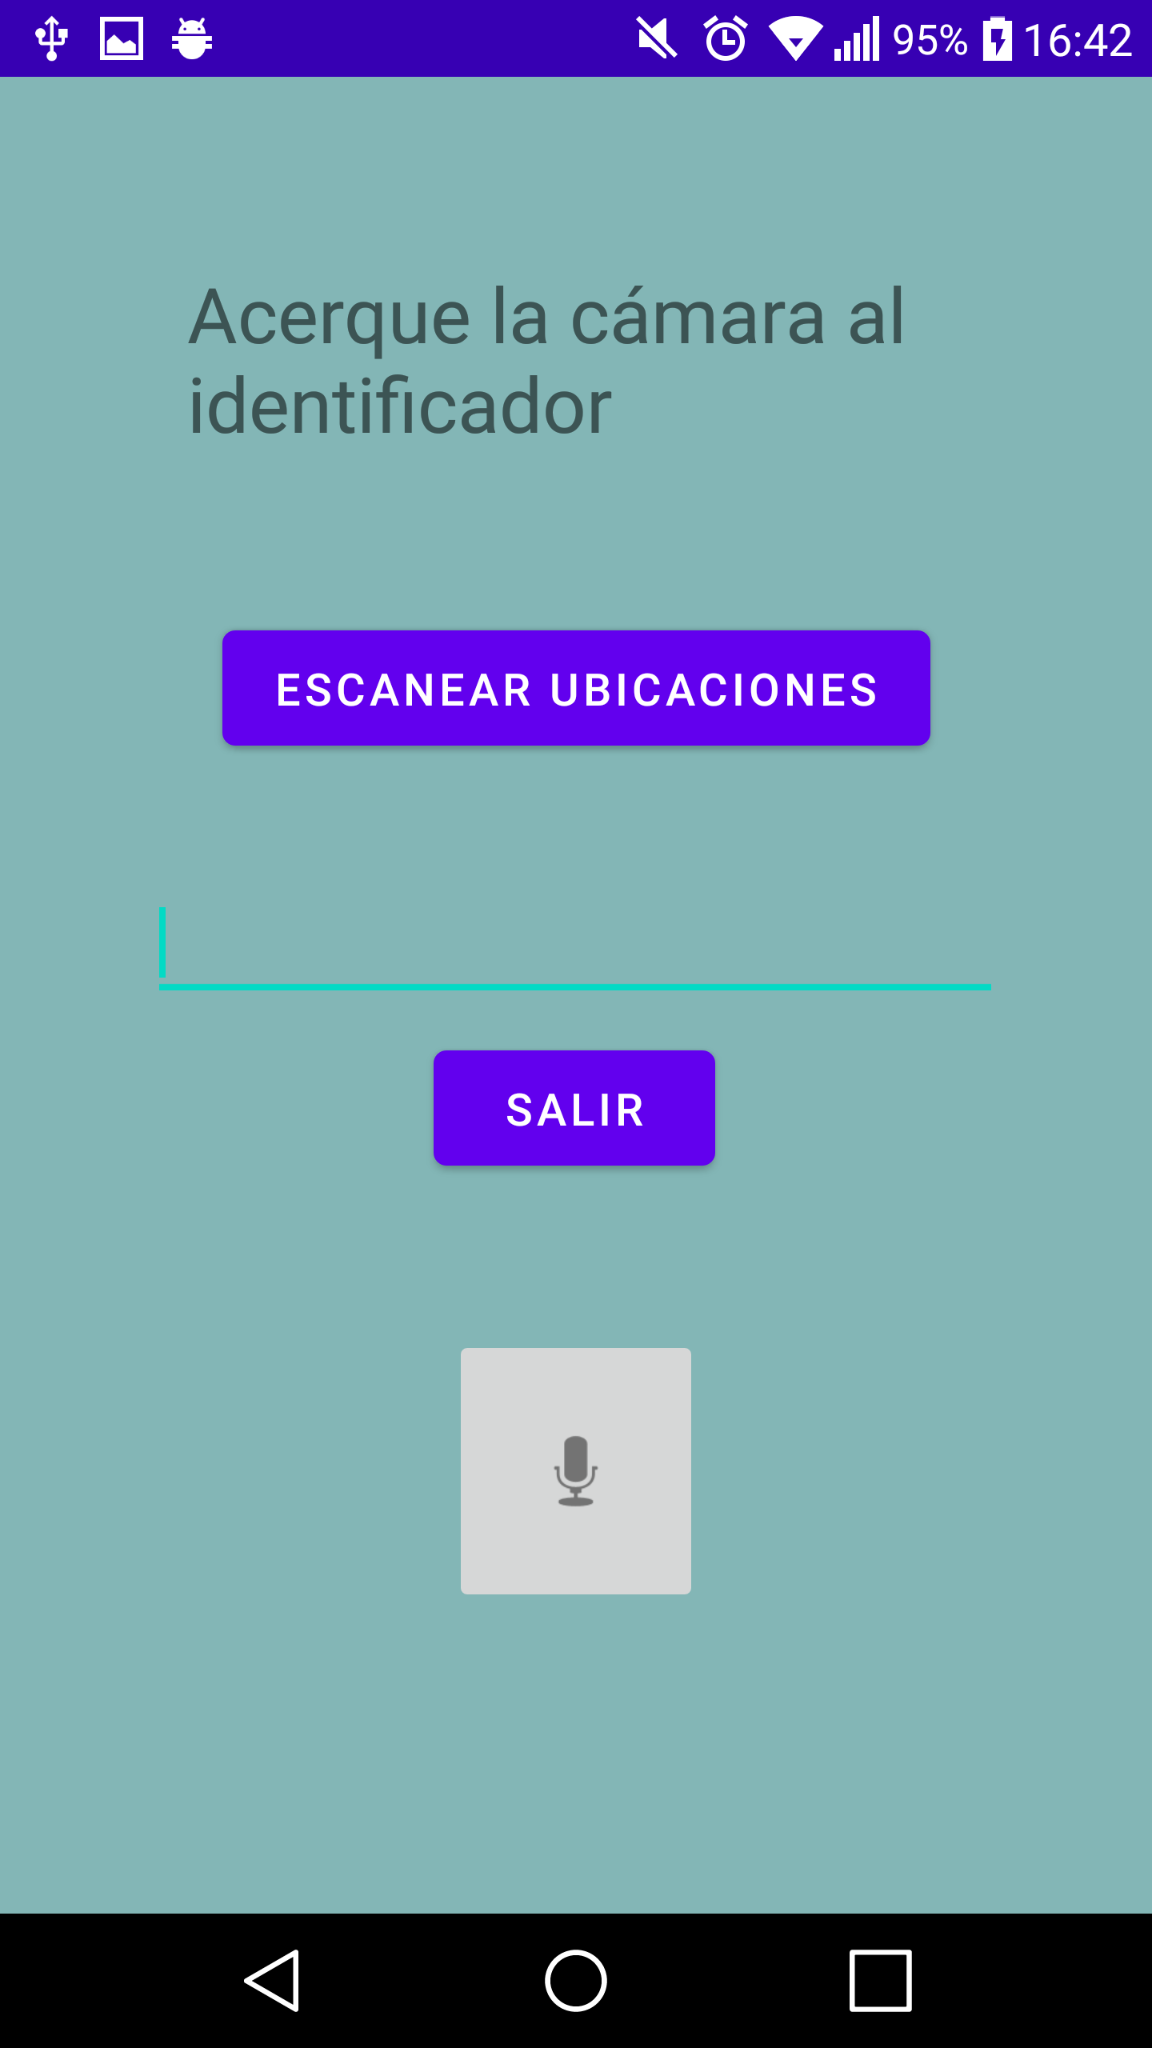 95% 16:42
Acerque la cámara al
identificador
ESCANEAR UBICACIONES
SALIR